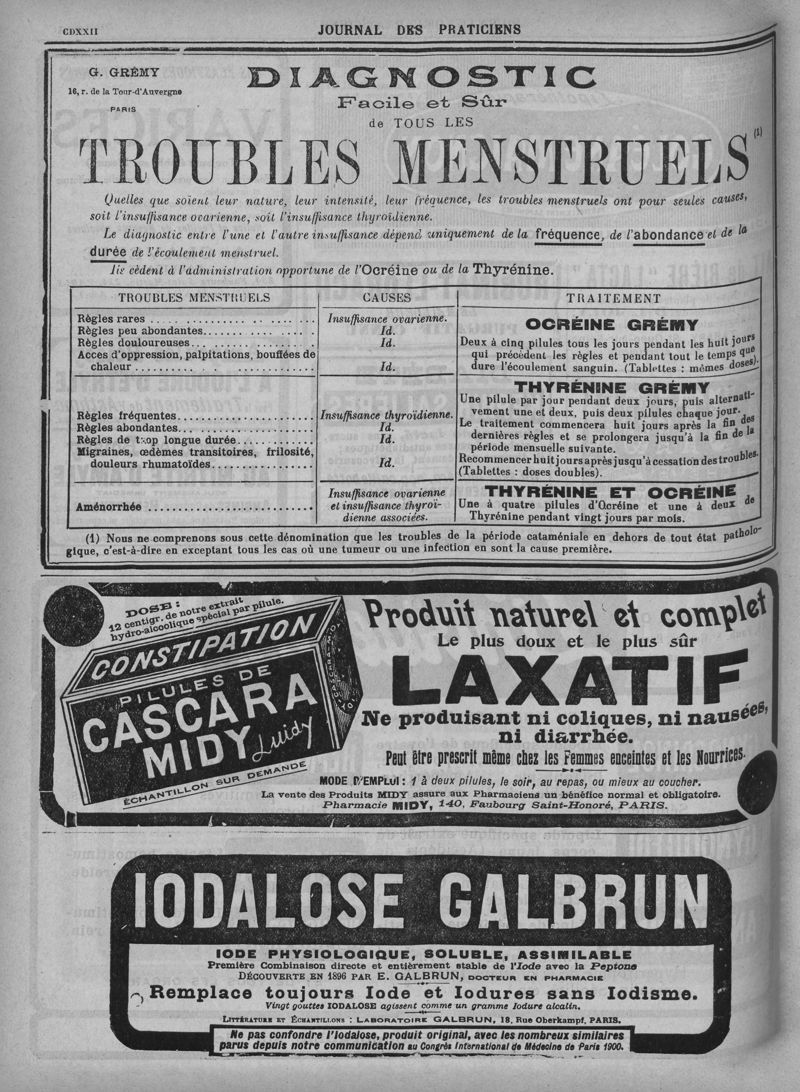 CDXXII
JOURNAL DES PRATICIENS
G. GRÉMY
16, r. de la Tour-d'Auvergne
PARIS
DIAGNOSTIC
Facile et Sûr
de TOUS LES
TROUBLES MENSTRUELS (1)
Quelles que soient leur nature, leur intensité, leur fréquence, les troubles menstruels ont pour seules causes,
soit l'insuffisance ovarienne, soit l'insuffisance thyroïdienne.
Le diagnostic entre l'une et l'autre insuffisance dépend uniquement de la fréquence, de l'abondance et de la
durée de l'écoulement menstruel.
Ils cèdent à l'administration opportune de l'Ocréine ou de la Thyrénine.
TROUBLES MENSTRUELS
CAUSES
TRAITEMENT
Règles rares
Insuffisance ovarienne.
Règles peu abondantes
Id.
Règles douloureuses
Id.
Acces d'oppression, palpitations, bouffées de
chaleur
Id.
OCRÉINE GRÉMY
Deux à cinq pilules tous les jours pendant les huit jours
qui précèdent les règles et pendant tout le temps que
dure l'écoulement sanguin. (Tablettes : mêmes doses).
Règles fréquentes
Insuffisance thyroïdienne.
Règles abondantes
Id.
Règles de trop longue durée
Id.
Migraines, œdèmes transitoires, frilosité,
douleurs rhumatoïdes
Id.
THYRÉNINE GRÉMY
Une pilule par jour pendant deux jours, puis alternati-
vement une et deux, puis deux pilules chaque jour.
Le traitement commencera huit jours après la fin des
dernières règles et se prolongera jusqu'à la fin de la
période mensuelle suivante.
Recommencer huit jours après jusqu'à cessation des troubles.
(Tablettes : doses doubles).
Aménorrhée
Insuffisance ovarienne
et insuffisance thyroï-
dienne associées.
THYRÉNINE ET OCRÉINE
Une à quatre pilules d'Ocréine et une à deux de
Thyrénine pendant vingt jours par mois.
(1) Nous ne comprenons sous cette dénomination que les troubles de la période cataméniale en dehors de tout état patholo-
gique, c'est-à-dire en exceptant tous les cas où une tumeur ou une infection en sont la cause première.
DOSE :
12 centigr. de notre extrait
hydro-alcoolique spécial par pilule.
CONSTIPATION
PILULES DE
CASCARA
MIDY
Midy
CASCARA-MIDY
ÉCHANTILLON SUR DEMANDE
Produit naturel et complet
Le plus doux et le plus sûr
LAXATIF
Ne produisant ni coliques, ni nausées,
ni diarrhée.
Peut être prescrit même chez les Femmes enceintes et les Nourrices.
MODE D'EMPLUI : 1 à deux pilules, le soir, au repas, ou mieux au coucher.
La vente des Produits MIDY assure aux Pharmaciens un bénéfice normal et obligatoire.
Pharmacie MIDY, 140, Faubourg Saint-Honoré, PARIS.
IODALOSE GALBRUN
IODE PHYSIOLOGIQUE, SOLUBLE, ASSIMILABLE
Première Combinaison directe et entièrement stable de l'Iode avec la Peptone
DÉCOUVERTE EN 1896 PAR E. GALBRUN, DOCTEUR EN PHARMACIE
Remplace toujours Iode et Iodures sans Iodisme.
Vingt gouttes IODALOSE agissent comme un gramme Iodure alcalin.
LITTÉRATURE ET ÉCHANTILLONS : LABORATOIRE GALBRUN, 18, Rue Oberkampf, PARIS.
Ne pas confondre l'Iodalose, produit original, avec les nombreux similaires
parus depuis notre communication au Congrès International de Médecine de Paris 1900.